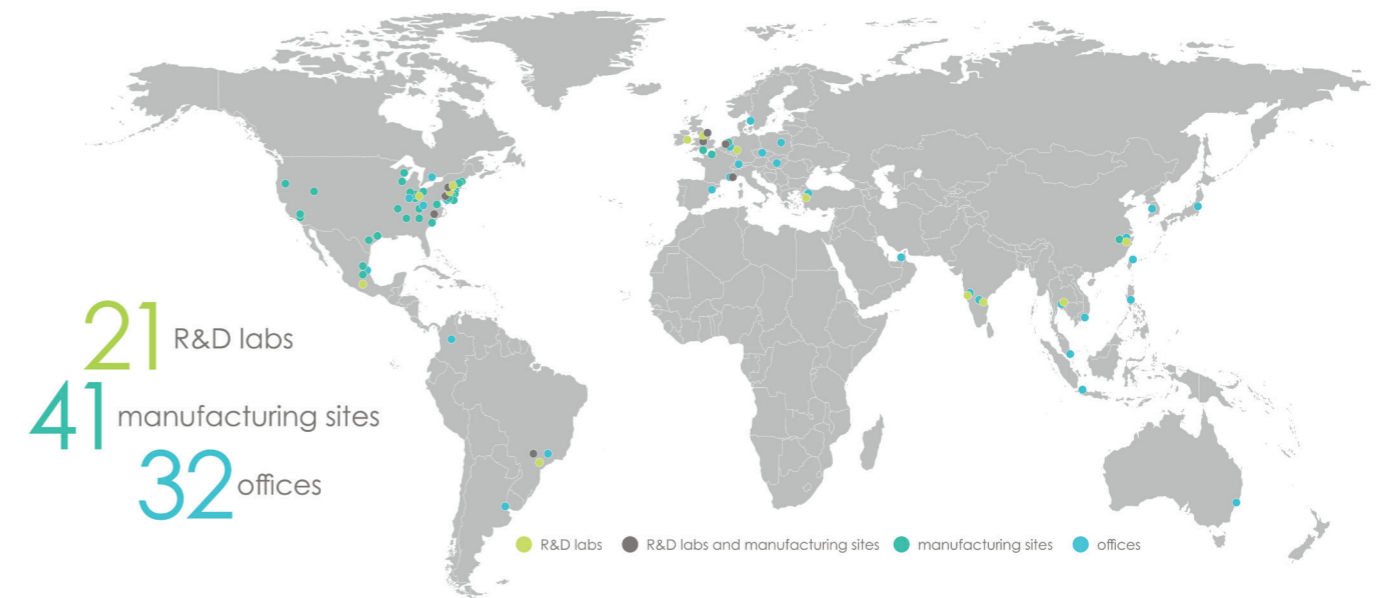 21 R&D labs
41 manufacturing sites
32 offices
R&D labs R&D labs and manufacturing sites manufacturing sites offices